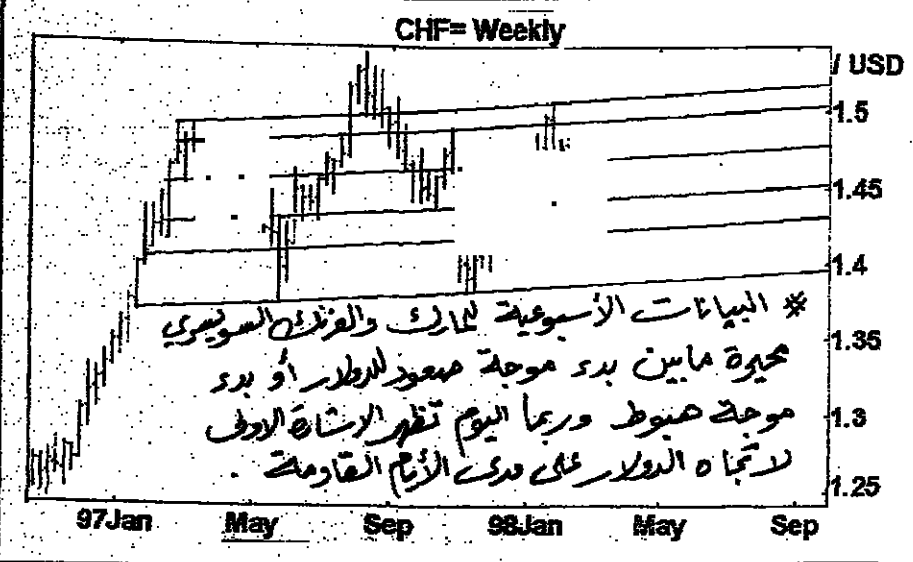 CHF= Weekly
/ USD
1.5
1.45
1.4
※ البيانات الأسبوعية للمارك والفرنك السويسري
1.35
محيرة مابين بدء موجة صعود للدولار أو بدء
1.3
موجة هبوط وربما اليوم تظهر الاشارة الاولى
لاتجاه الدولار على مدى الأيام القادمة .
1.25
97Jan May Sep 98Jan May Sep